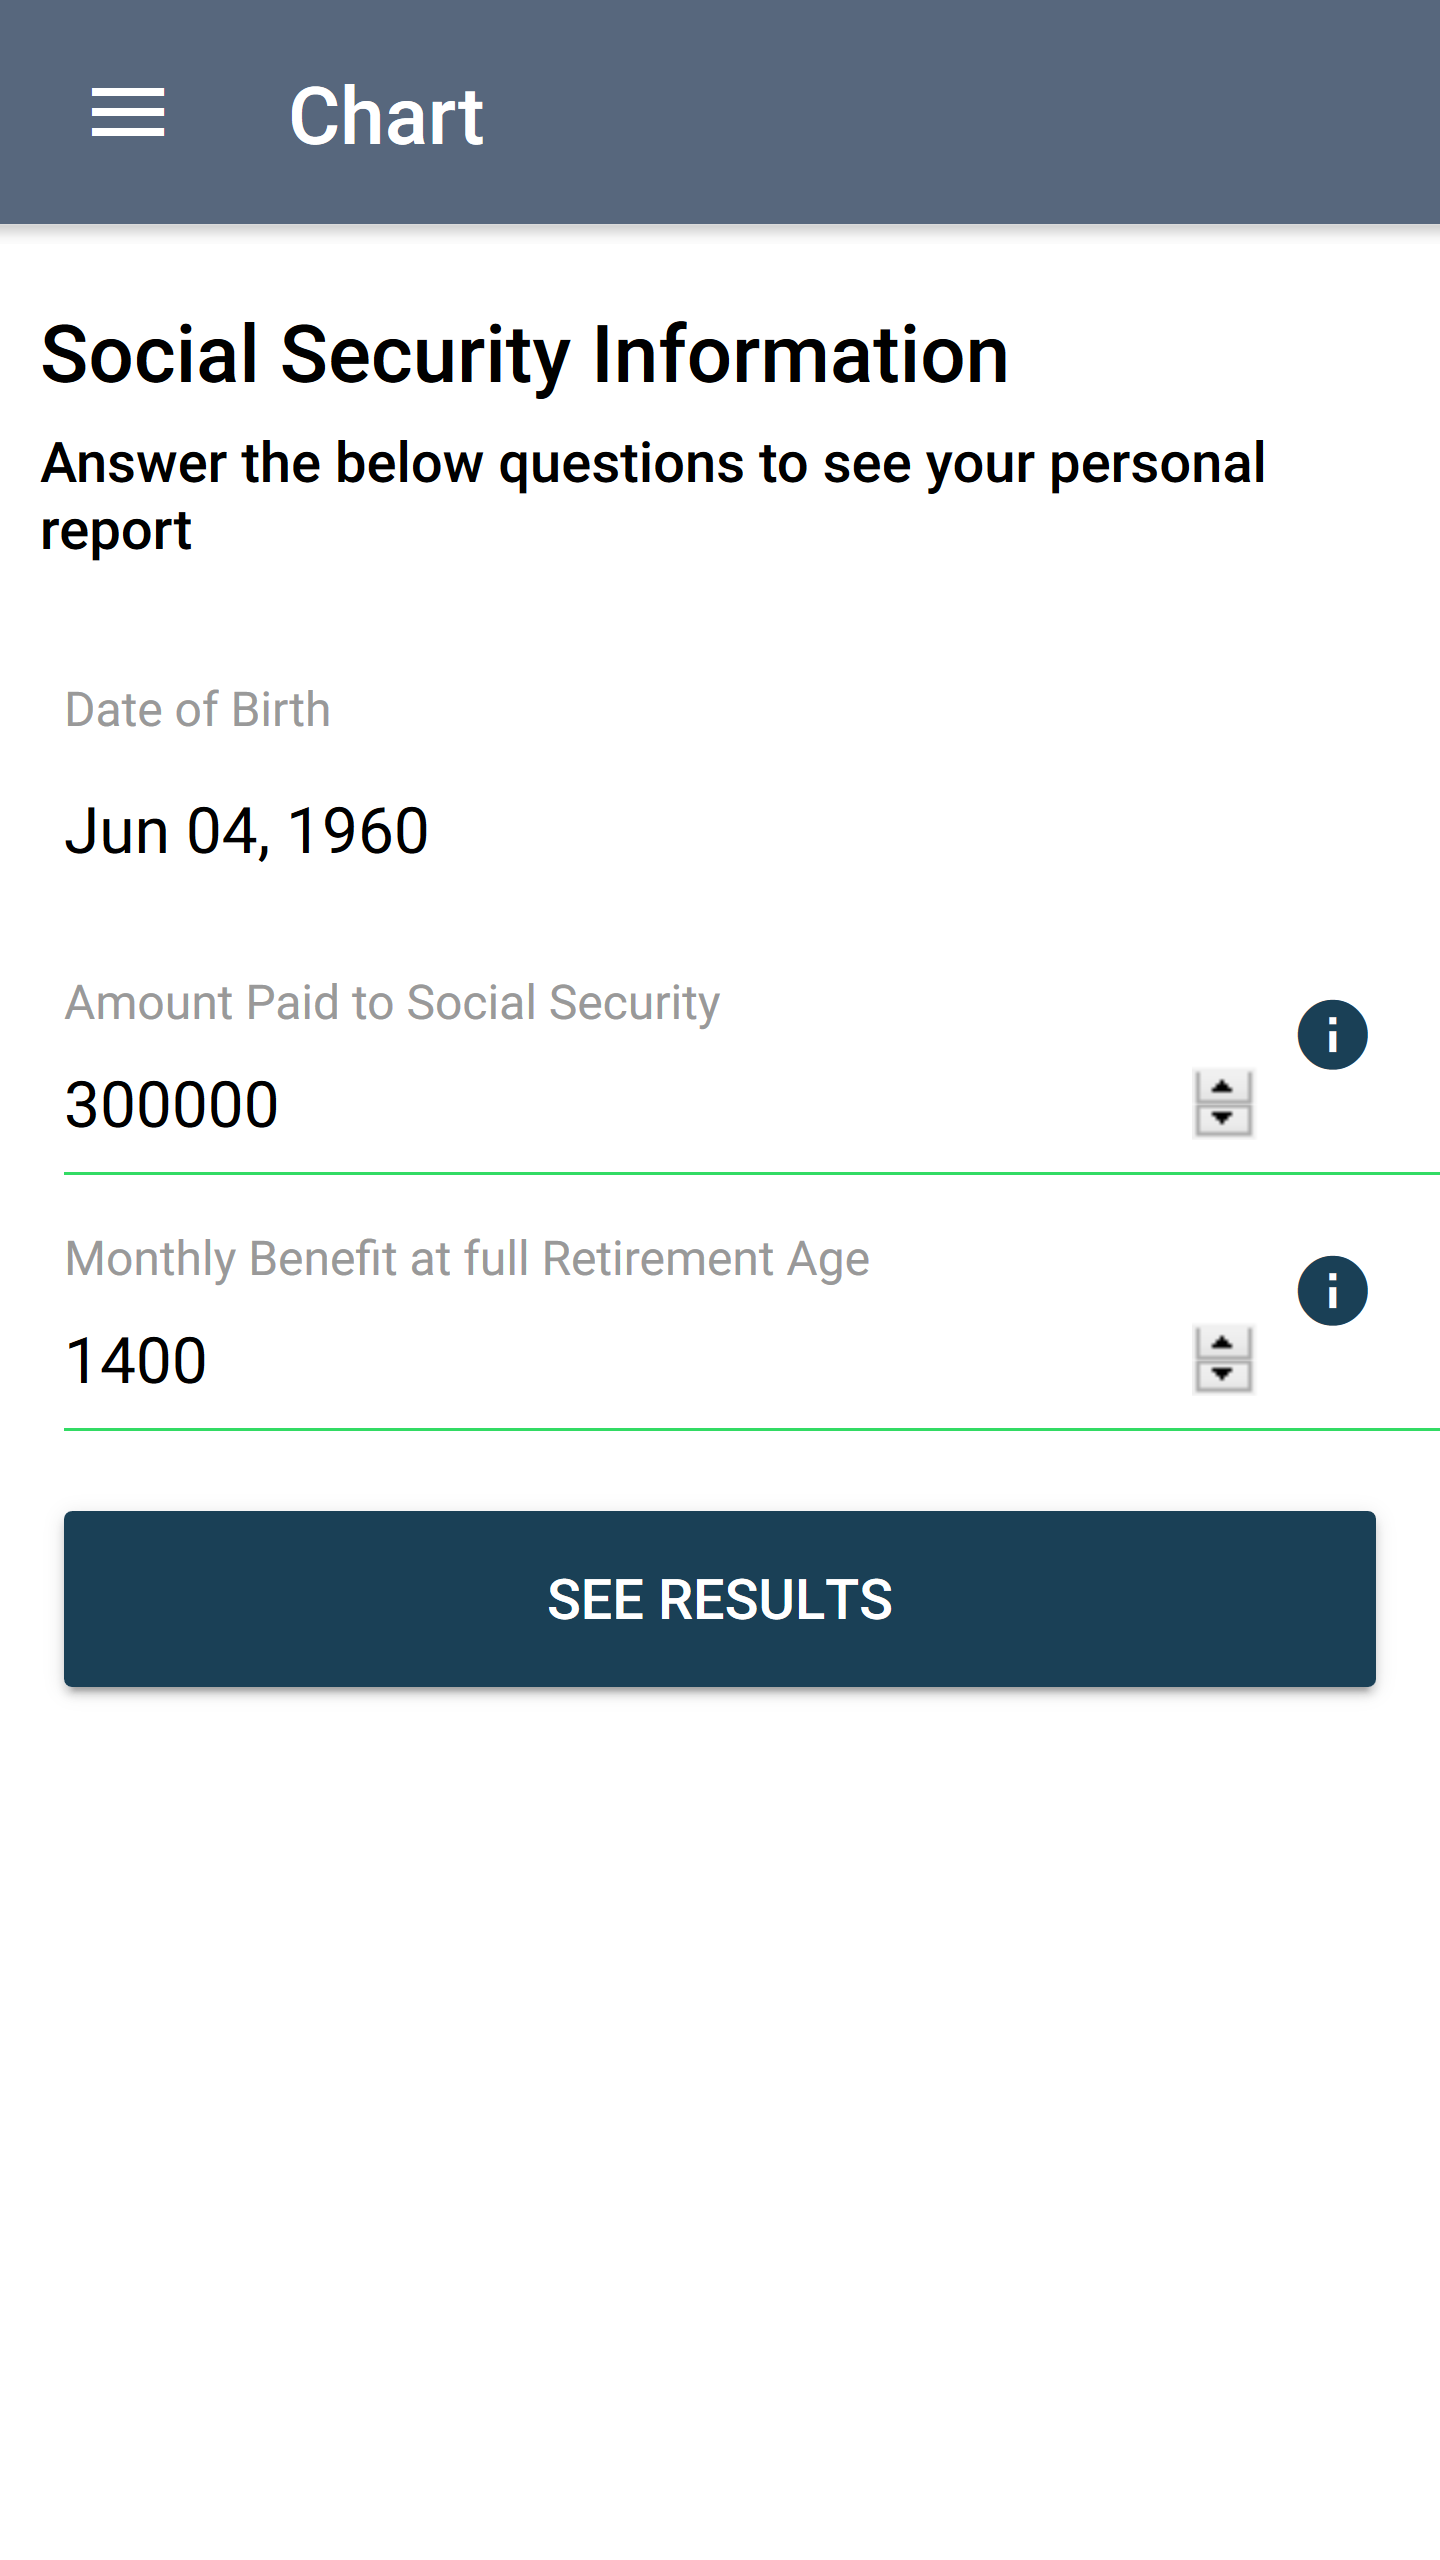 Chart
Social Security Information
Answer the below questions to see your personal
report
Date of Birth
Jun 04, 1960
Amount Paid to Social Security
300000
Monthly Benefit at full Retirement Age
1400
SEE RESULTS